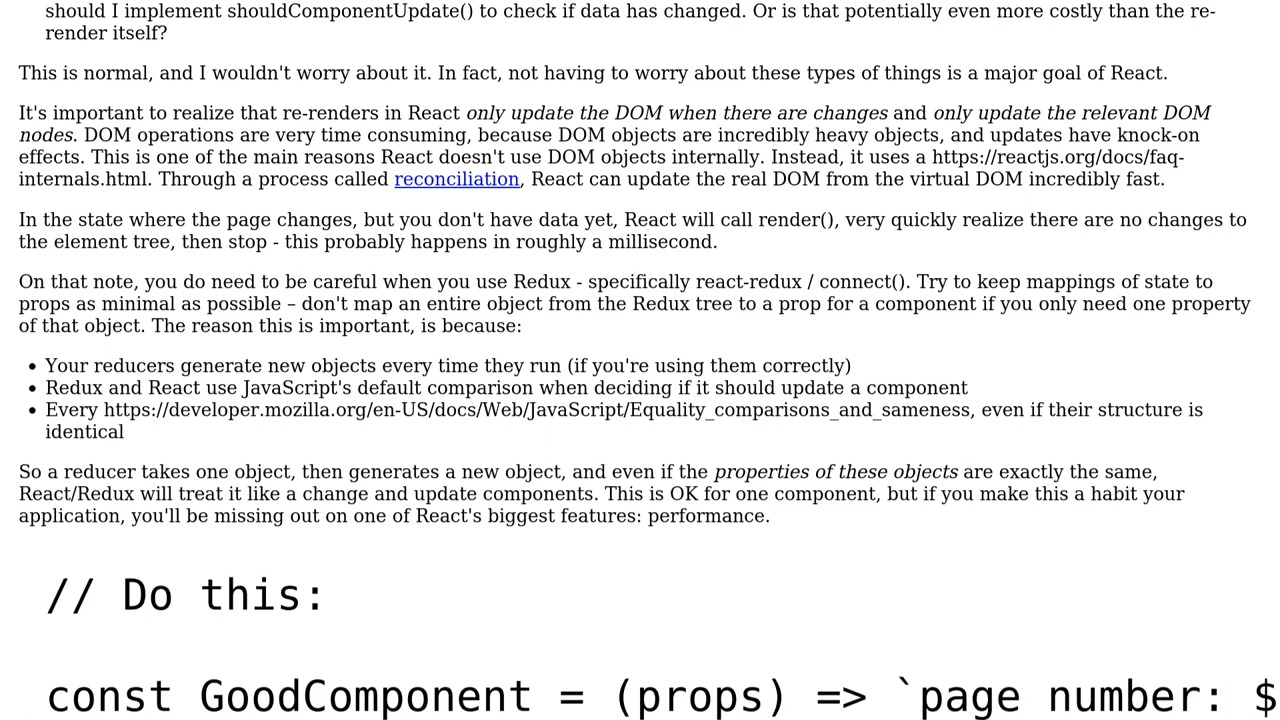 should I implement shouldComponentUpdate() to check if data has changed. Or is that potentially even more costly than the re-
render itself?
This is normal, and I wouldn't worry about it. In fact, not having to worry about these types of things is a major goal of React.
It's important to realize that re-renders in React only update the DOM when there are changes and only update the relevant DOM
nodes. DOM operations are very time consuming, because DOM objects are incredibly heavy objects, and updates have knock-on
effects. This is one of the main reasons React doesn't use DOM objects internally. Instead, it uses a https://reactjs.org/docs/faq-
internals.html. Through a process called reconciliation, React can update the real DOM from the virtual DOM incredibly fast.
In the state where the page changes, but you don't have data yet, React will call render(), very quickly realize there are no changes to
the element tree, then stop - this probably happens in roughly a millisecond.
On that note, you do need to be careful when you use Redux - specifically react-redux / connect(). Try to keep mappings of state to
props as minimal as possible – don't map an entire object from the Redux tree to a prop for a component if you only need one property
of that object. The reason this is important, is because:
• Your reducers generate new objects every time they run (if you're using them correctly)
• Redux and React use JavaScript's default comparison when deciding if it should update a component
• Every https://developer.mozilla.org/en-US/docs/Web/JavaScript/Equality_comparisons_and_sameness, even if their structure is
identical
So a reducer takes one object, then generates a new object, and even if the properties of these objects are exactly the same,
React/Redux will treat it like a change and update components. This is OK for one component, but if you make this a habit your
application, you'll be missing out on one of React's biggest features: performance.
// Do this:
const GoodComponent = (props) => `page number: $